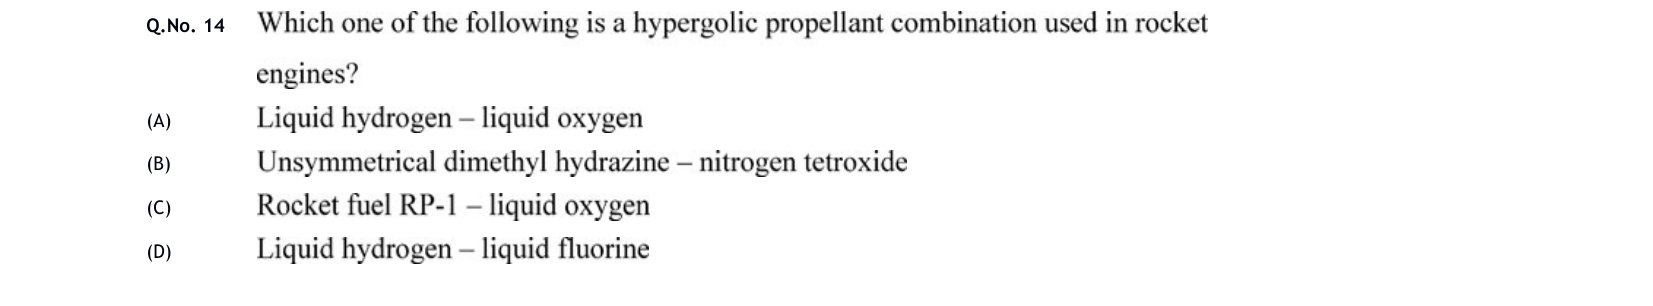 Q.No. 14 Which one of the following is a hypergolic propellant combination used in rocket
engines?
(A) Liquid hydrogen – liquid oxygen
(B) Unsymmetrical dimethyl hydrazine – nitrogen tetroxide
(C) Rocket fuel RP-1 – liquid oxygen
(D) Liquid hydrogen – liquid fluorine